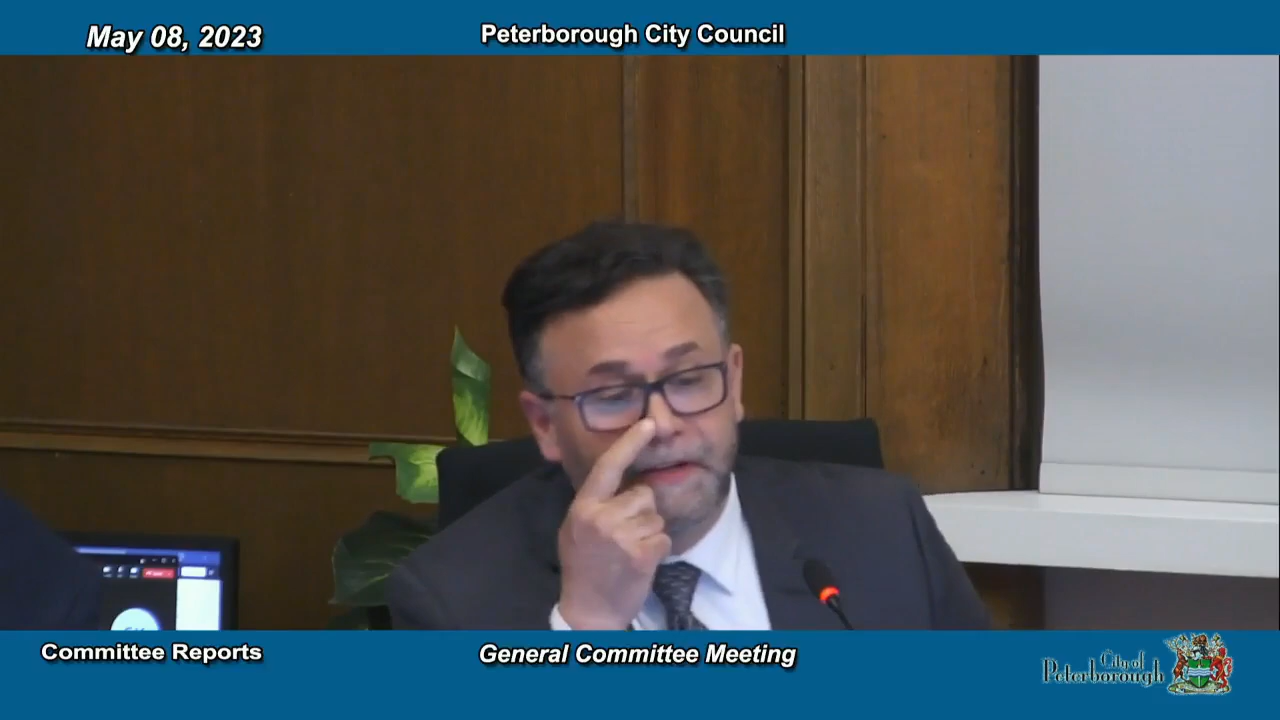 May 08, 2023
Peterborough City Council
Committee Reports
General Committee Meeting
City of
Peterborough